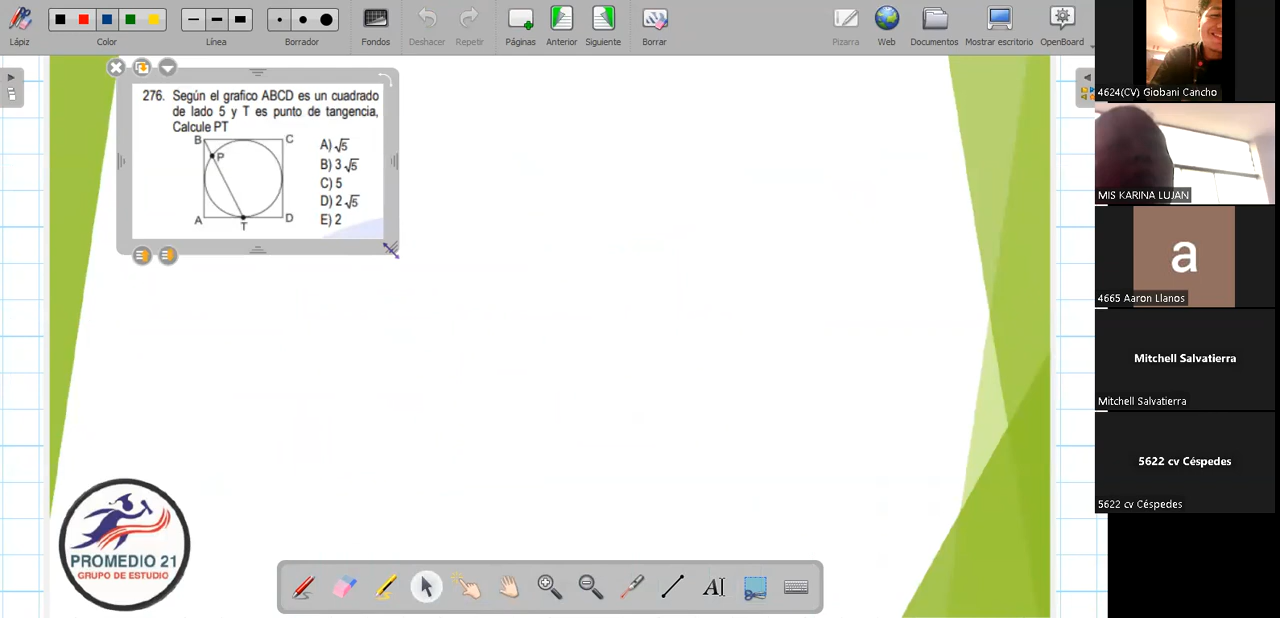 Lápiz
Color
Línea
Borrador
Fondos
Deshacer
Repetir
Páginas
Anterior
Siguiente
Borrar
Pizarra
Web
Documentos
Mostrar escritorio
OpenBoard
276. Según el grafico ABCD es un cuadrado
de lado 5 y T es punto de tangencia,
Calcule PT
B
C
P
A
D
T
A) √5
B) 3 √5
C) 5
D) 2 √5
E) 2
PROMEDIO 21
GRUPO DE ESTUDIO
4624(CV) Giobani Cancho
MIS KARINA LUJAN
a
4665 Aaron Llanos
Mitchell Salvatierra
Mitchell Salvatierra
5622 cv Céspedes
5622 cv Céspedes